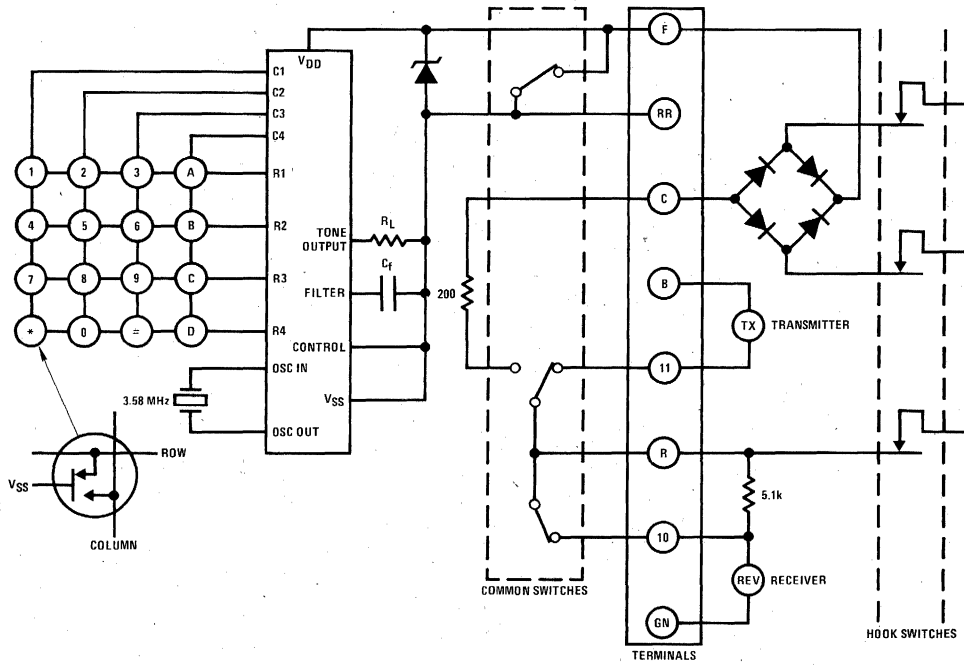 F
VDD
C1
C2
C3
C4
RR
1 2 3 A R1
C
4 5 6 B R2
TONE OUTPUT
RL
7 8 9 C R3
FILTER
Cf
200
B
TX TRANSMITTER
* 0 = D R4
CONTROL
11
OSC IN
3.58 MHz
VSS
OSC OUT
R
ROW
VSS
5.1k
10
COLUMN
REV RECEIVER
COMMON SWITCHES
GN
HOOK SWITCHES
TERMINALS